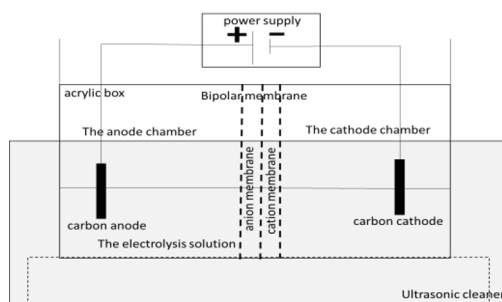 power supply
+ −
acrylic box
Bipolar membrane
The anode chamber
The cathode chamber
anion membrane
cation membrane
carbon anode
carbon cathode
The electrolysis solution
Ultrasonic cleaner